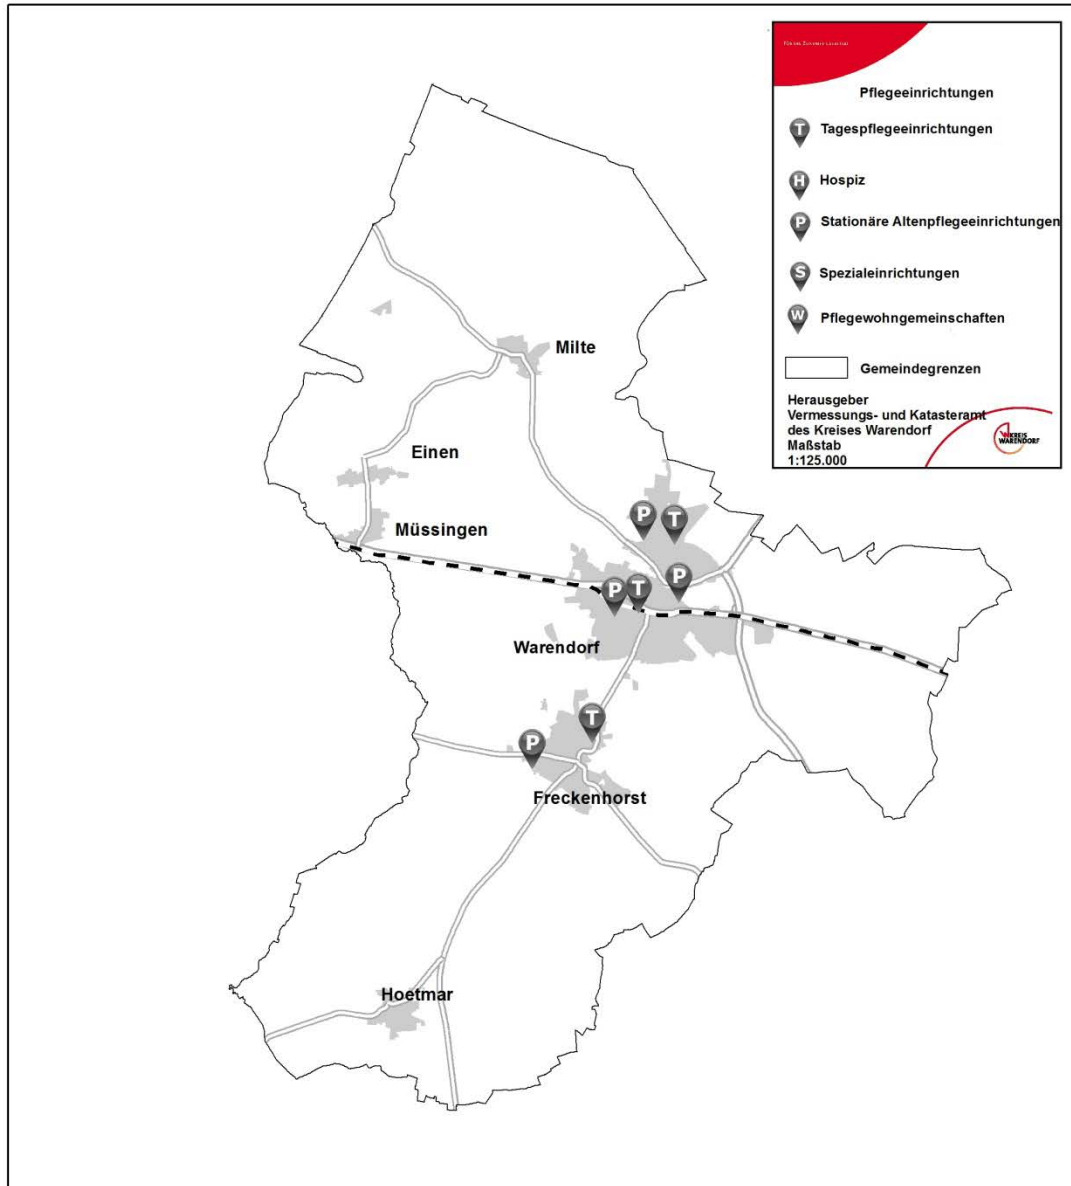 Pflegeeinrichtungen
T Tagespflegeeinrichtungen
H Hospiz
P Stationäre Altenpflegeeinrichtungen
S Spezialeinrichtungen
W Pflegewohngemeinschaften
Gemeindegrenzen
Herausgeber
Vermessungs- und Katasteramt
des Kreises Warendorf
Maßstab
1:125.000
KREIS
WARENDORF
Milte
Einen
Müssingen
P T
P
P T
Warendorf
T
P
Freckenhorst
Hoetmar